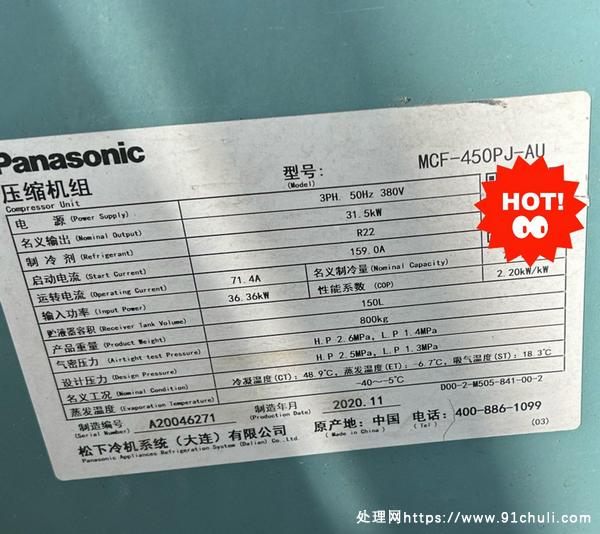 Panasonic
压缩机组
Compressor Unit
型号:
(Model)
MCF-450PJ-AU
电 源 (Power Supply) 3PH. 50Hz 380V
名义输出 (Nominal Output) 31.5kW
制 冷 剂 (Refrigerant) R22
启动电流 (Start Current) 159.0A
运转电流 (Operating Current) 71.4A 名义制冷量 (Nominal Capacity)
输入功率 (Input Power) 36.36kW 性能系数 (COP) 2.20kW/kW
贮液器容积 (Receiver Tank Volume) 150L
产品重量 (Product Weight) 800kg
气密压力 (Airtight test Pressure) H.P 2.6MPa, L.P 1.4MPa
设计压力 (Design Pressure) H.P 2.5MPa, L.P 1.3MPa
名义工况 (Nominal Condition) 冷凝温度(CT): 48.9℃, 蒸发温度(ET): -6.7℃, 吸气温度(ST): 18.3℃
蒸发温度 (Evaporation Temperature) -40~-5℃
D00-2-M505-841-00-2
制造编号 (Serial Number) A20046271 制造年月 (Production Date) 2020.11
松下冷机系统(大连)有限公司
Panasonic Appliances Refrigeration System (Dalian) Co.,Ltd.
原产地: 中国
(Made in China)
电话: 400-886-1099
(Tel)
(03)
HOT!
处理网https://www.91chuli.com